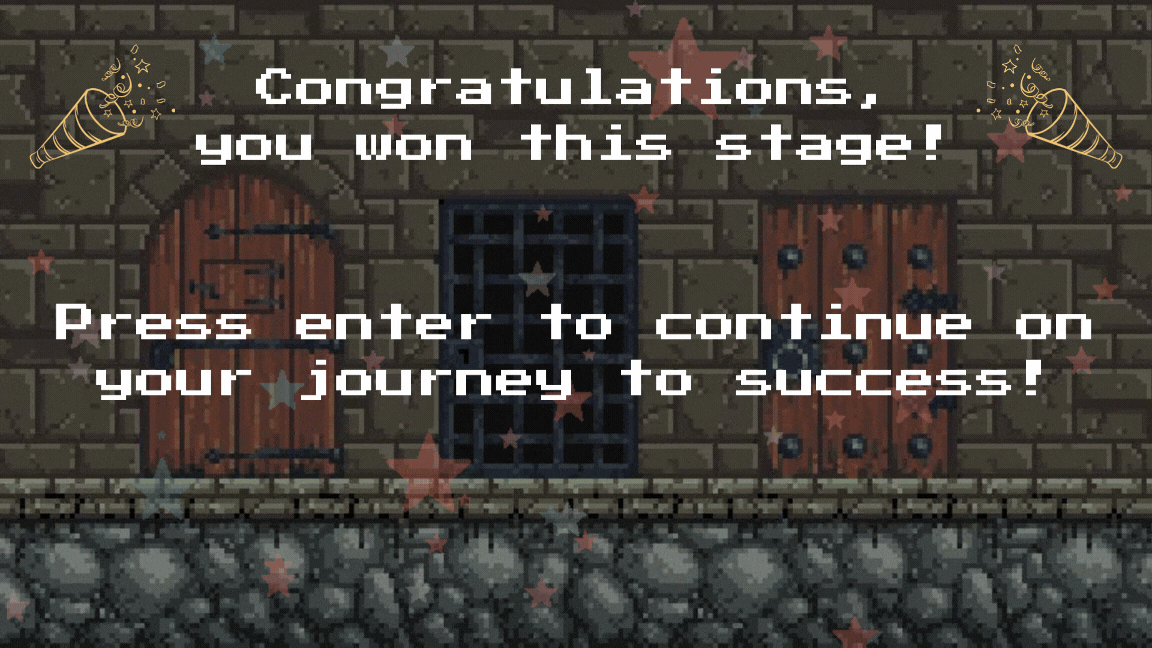 Congratulations,
you won this stage!
Press enter to continue on
your journey to success!